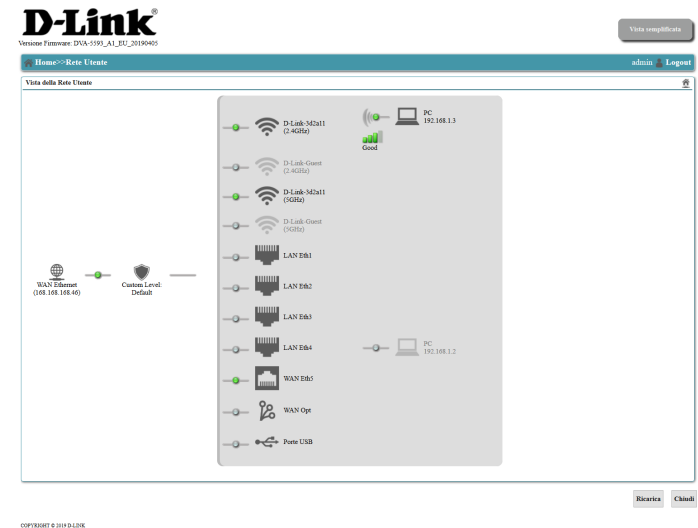 D-Link®
Versione Firmware: DVA-5593_A1_EU_20190405
Vista semplificata
Home>>Rete Utente
admin Logout
Vista della Rete Utente
D-Link-3d2a11
(2.4GHz)
PC
192.168.1.3
Good
D-Link-Guest
(2.4GHz)
D-Link-3d2a11
(5GHz)
D-Link-Guest
(5GHz)
LAN Eth1
WAN Ethernet
(168.168.168.46)
Custom Level:
Default
LAN Eth2
LAN Eth3
LAN Eth4
PC
192.168.1.2
WAN Eth5
WAN Opt
Porte USB
Ricarica
Chiudi
COPYRIGHT © 2019 D-LINK